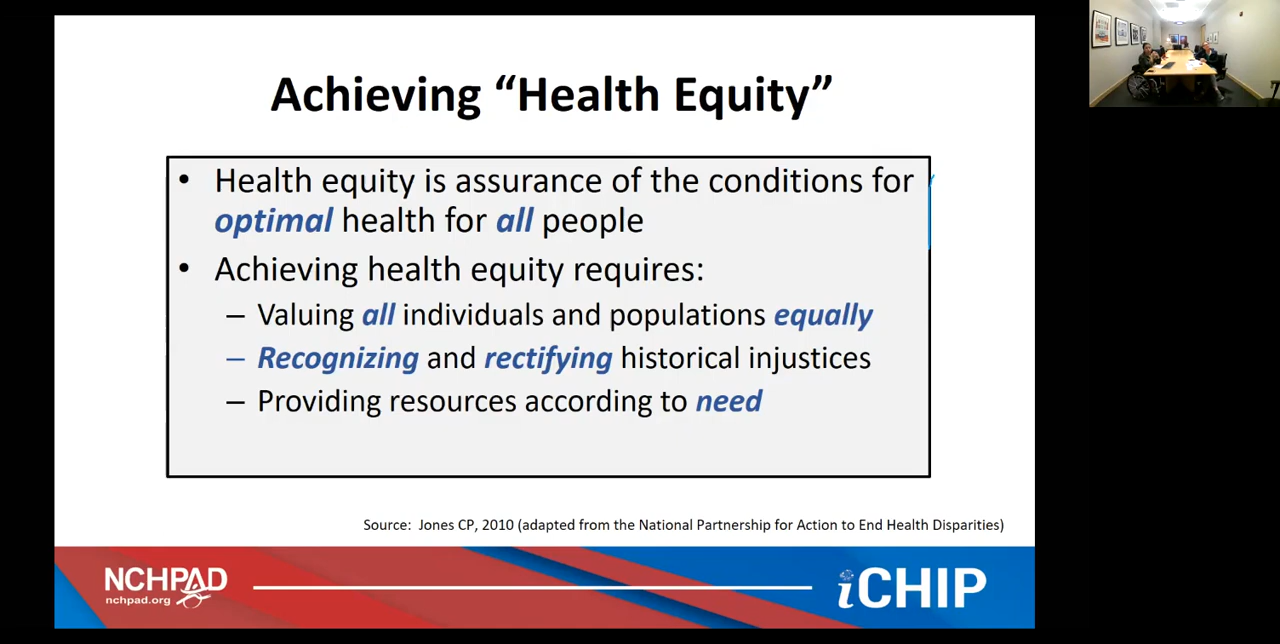 Achieving “Health Equity”
• Health equity is assurance of the conditions for
optimal health for all people
• Achieving health equity requires:
– Valuing all individuals and populations equally
– Recognizing and rectifying historical injustices
– Providing resources according to need
Source: Jones CP, 2010 (adapted from the National Partnership for Action to End Health Disparities)
NCHPAD
nchpad.org
iCHIP